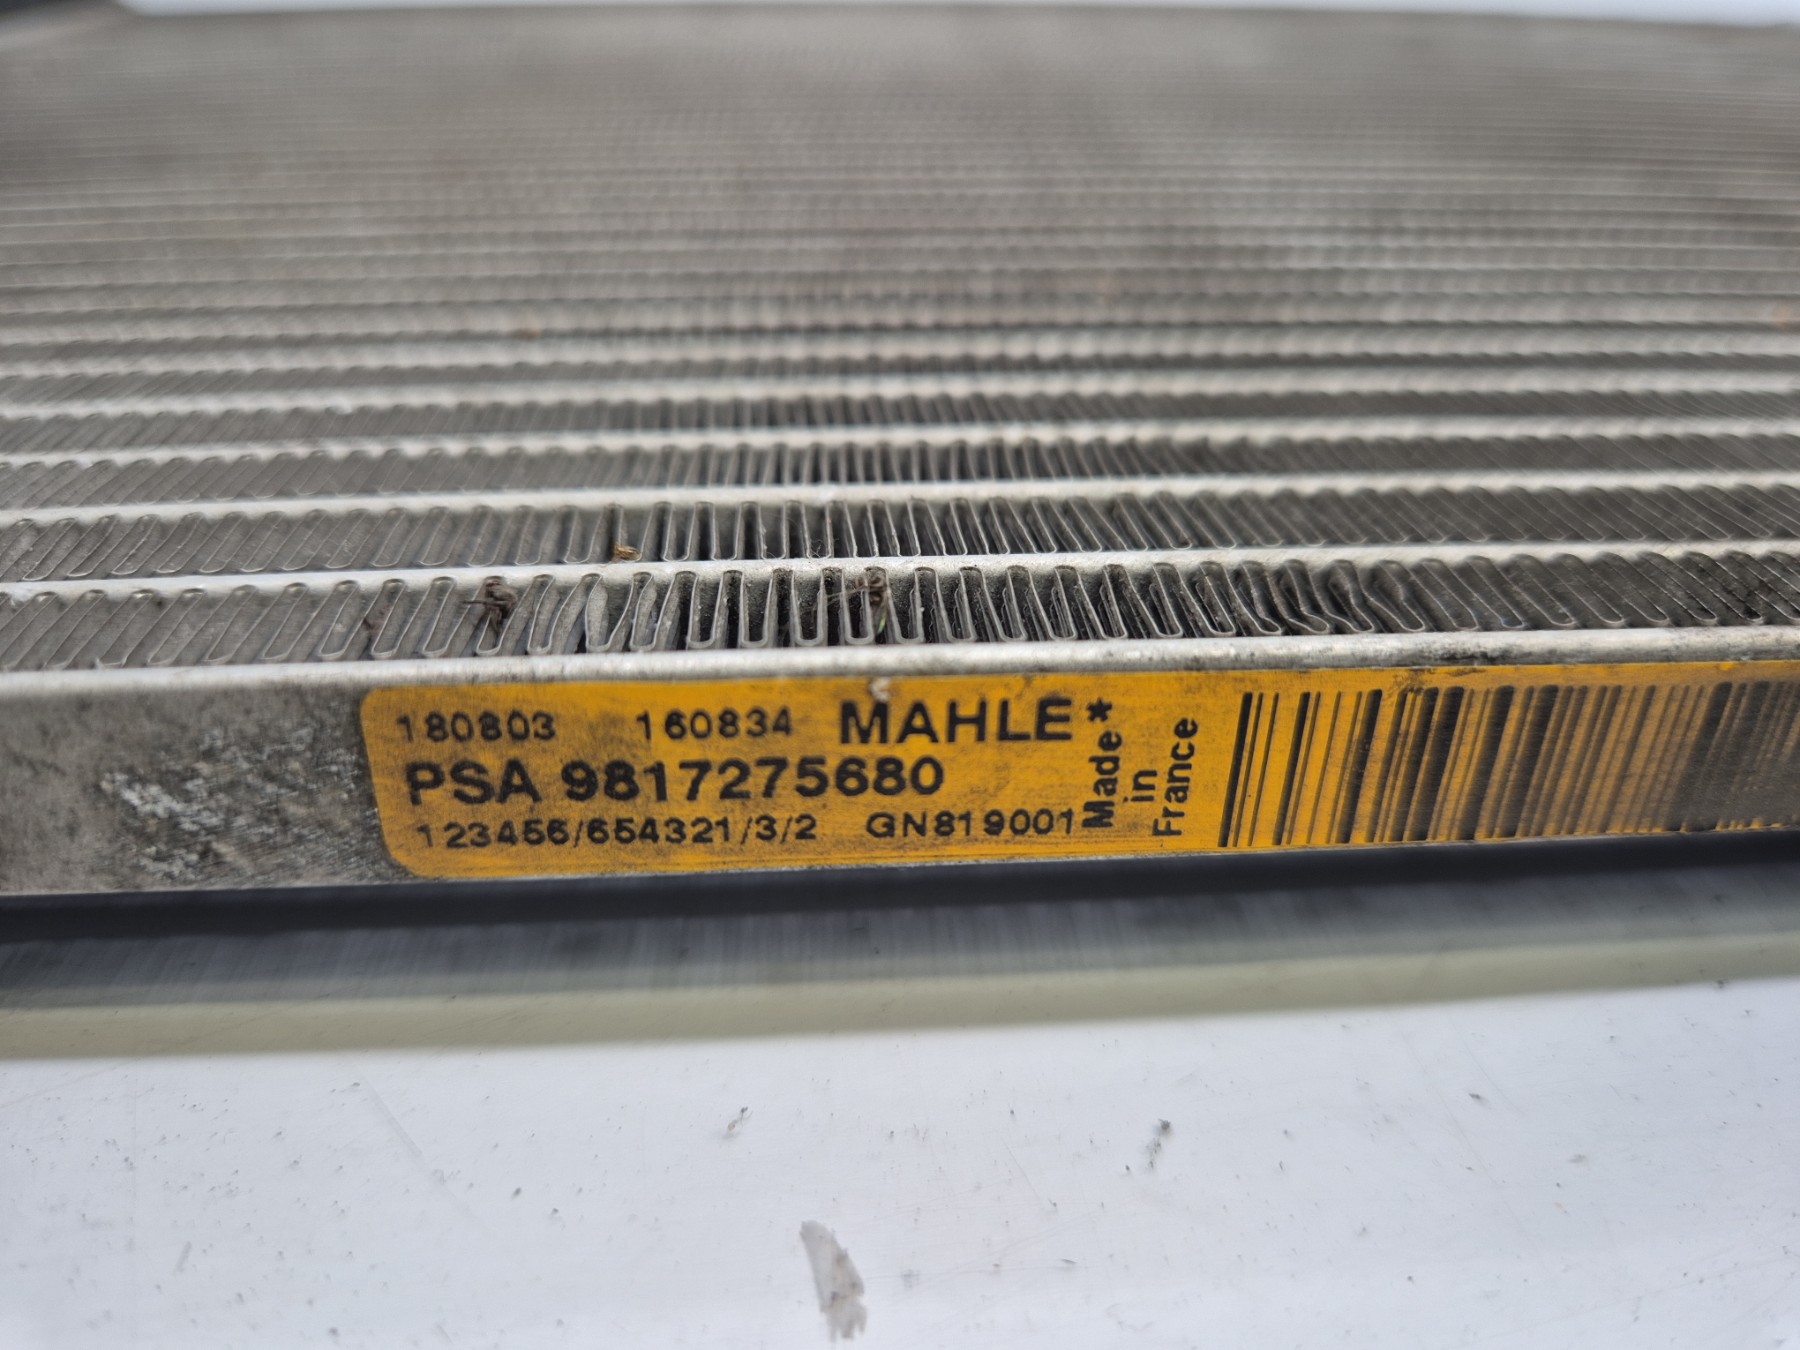 180803 160834 MAHLE*
PSA 9817275680
123456/654321/3/2 GN819001
Made
in
France